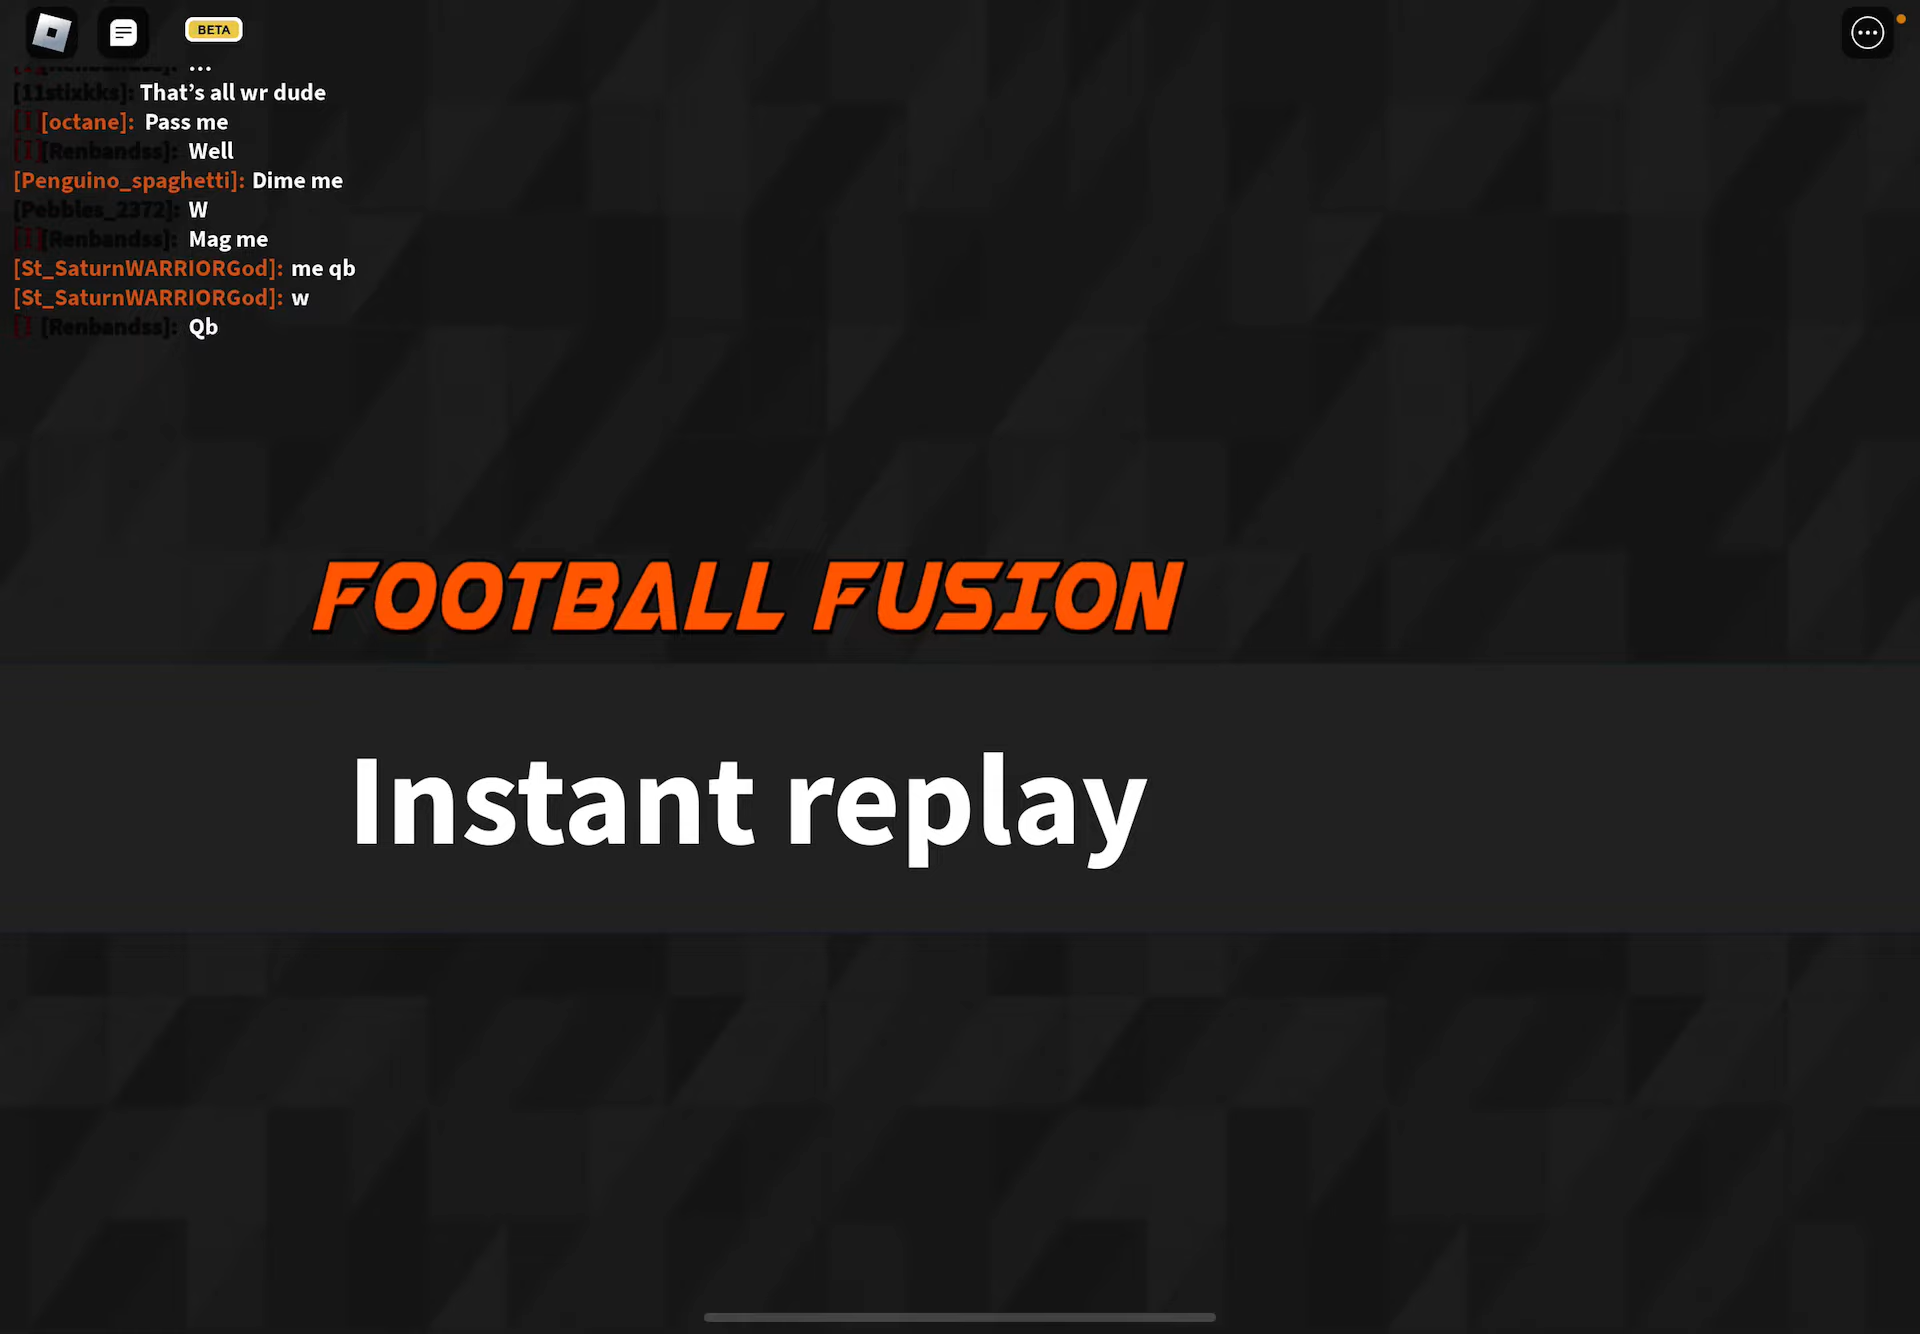 BETA
[Renbandss]: ...
[11stixkks]: That’s all wr dude
[octane]: Pass me
[I][Renbandss]: Well
[Penguino_spaghetti]: Dime me
[Pebbles_2372]: W
[I][Renbandss]: Mag me
[St_SaturnWARRIORGod]: me qb
[St_SaturnWARRIORGod]: w
[Renbandss]: Qb
FOOTBALL FUSION
Instant replay